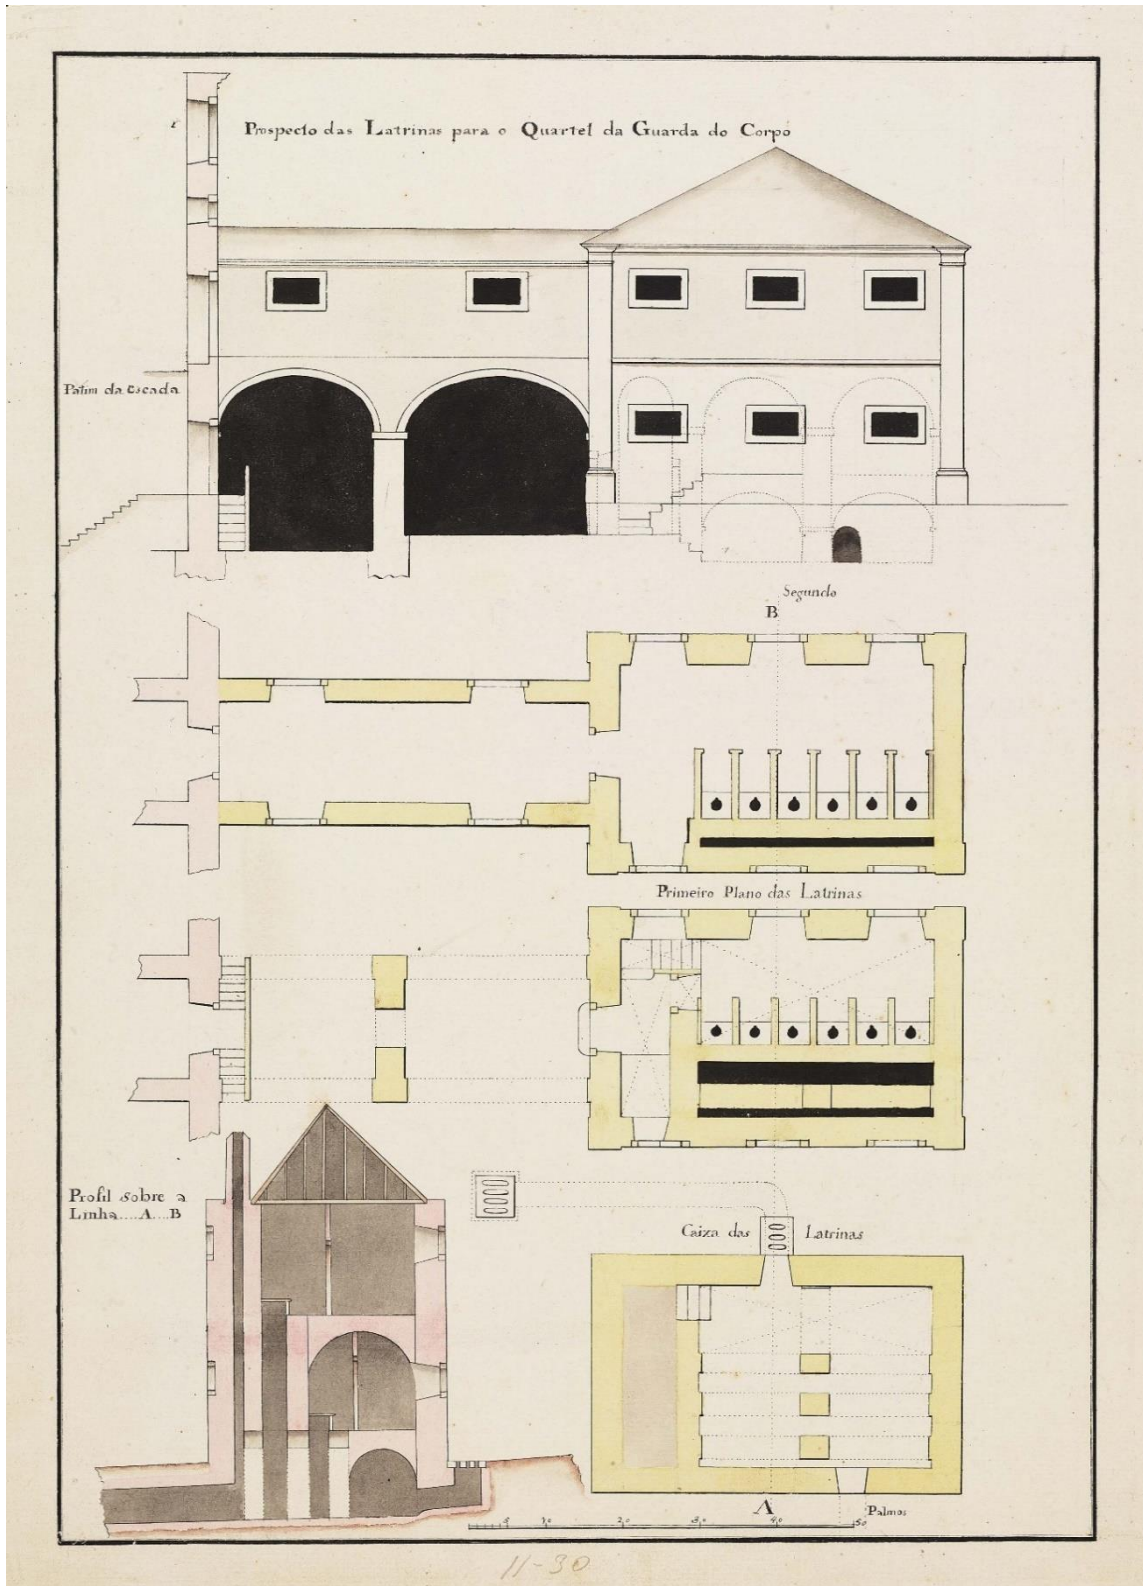 Prospecto das Latrinas para o Quartel da Guarda do Corpo
Patim da Escada
Segundo
B
Primeiro Plano das Latrinas
Profil sobre a
Linha....A...B
Caixa das Latrinas
A
Palmos
5 10 20 30 40 50
11-30